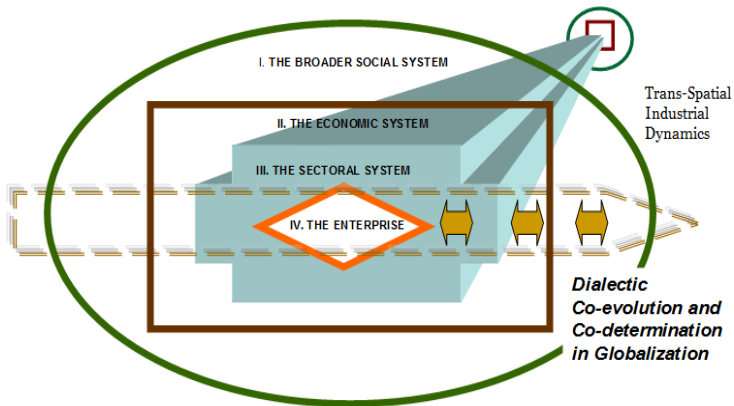 I. THE BROADER SOCIAL SYSTEM
Trans-Spatial
Industrial
Dynamics
II. THE ECONOMIC SYSTEM
III. THE SECTORAL SYSTEM
IV. THE ENTERPRISE
Dialectic
Co-evolution and
Co-determination
in Globalization